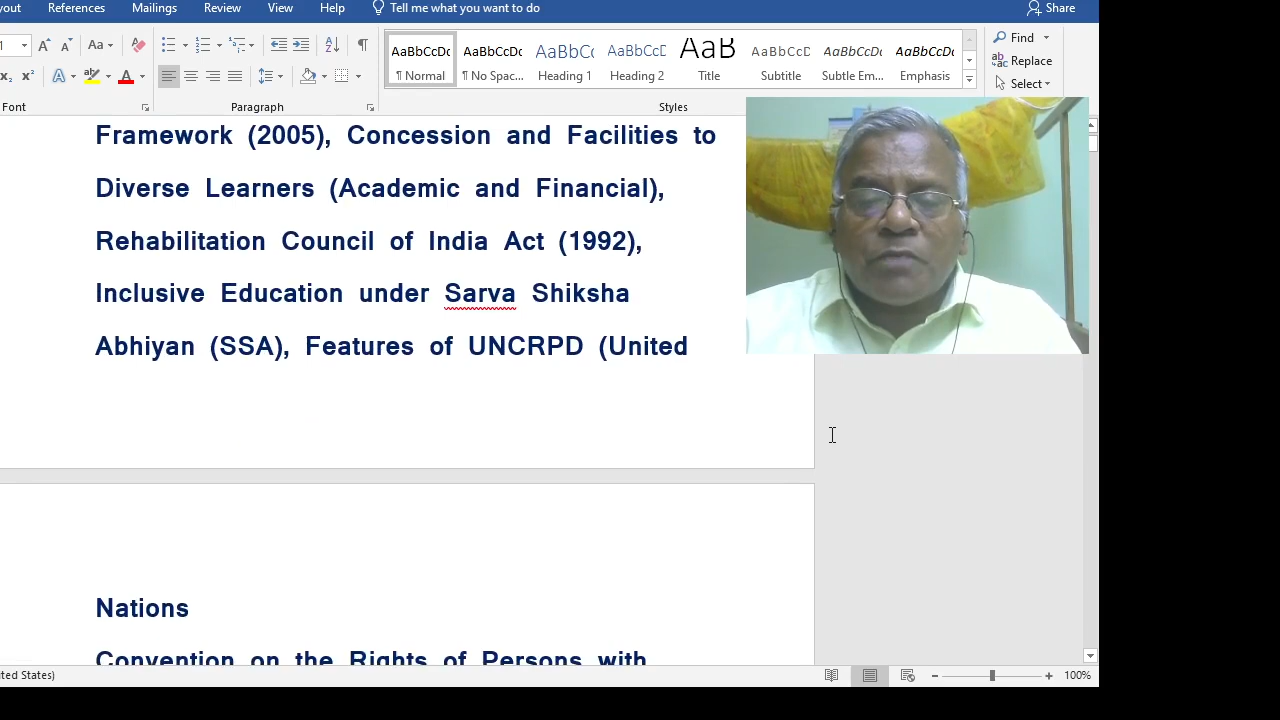 yout References Mailings Review View Help Tell me what you want to do Share
Aa
AaBbCcDc AaBbCcDc AaBbCc AaBbCcD AaB AaBbCcD AaBbCcDc AaBbCcDc
¶ Normal ¶ No Spac... Heading 1 Heading 2 Title Subtitle Subtle Em... Emphasis
Find
Replace
Select
Font Paragraph Styles
Framework (2005), Concession and Facilities to
Diverse Learners (Academic and Financial),
Rehabilitation Council of India Act (1992),
Inclusive Education under Sarva Shiksha
Abhiyan (SSA), Features of UNCRPD (United
Nations
Convention on the Rights of Persons with
ted States) 100%